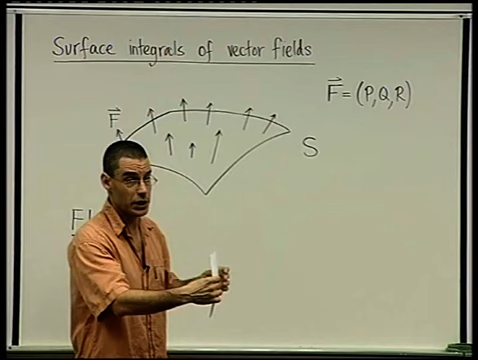 Surface integrals of vector fields
F⃗ = (P, Q, R)
F⃗
S